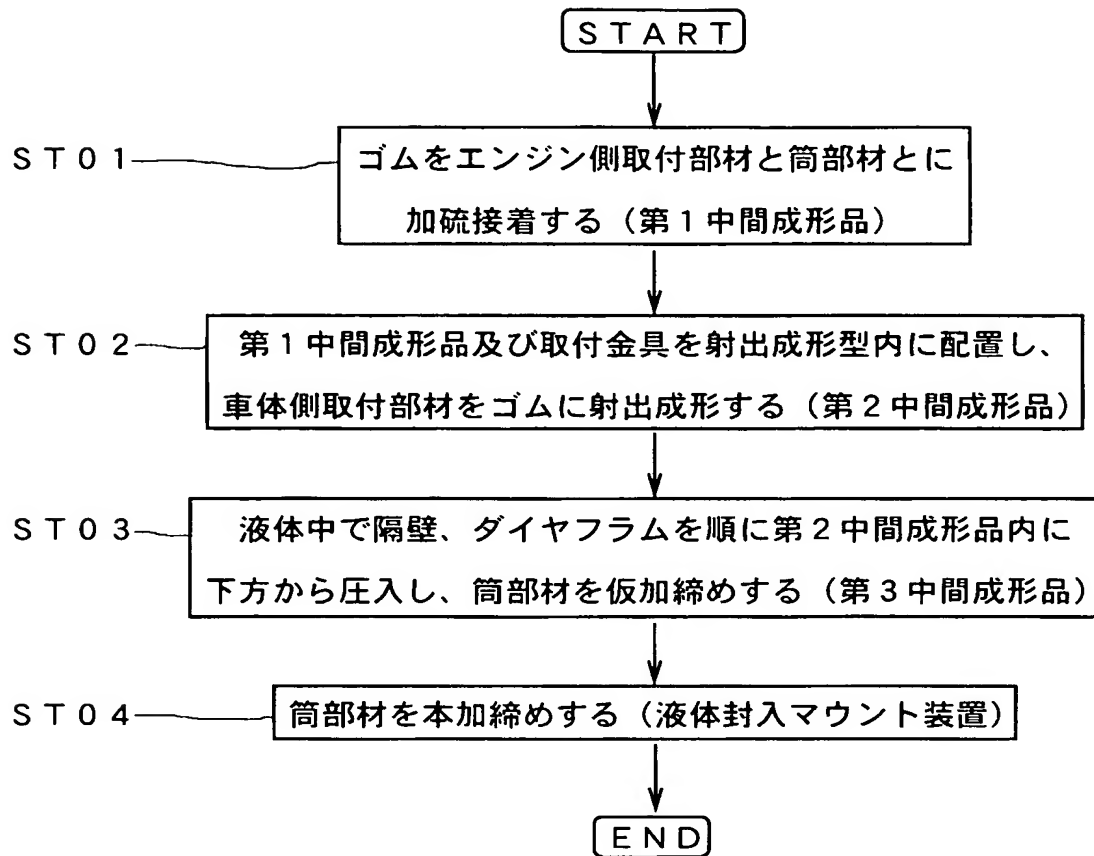 START
ST01
ゴムをエンジン側取付部材と筒部材とに
加硫接着する（第1中間成形品）
ST02
第1中間成形品及び取付金具を射出成形型内に配置し、
車体側取付部材をゴムに射出成形する（第2中間成形品）
ST03
液体中で隔壁、ダイヤフラムを順に第2中間成形品内に
下方から圧入し、筒部材を仮加締めする（第3中間成形品）
ST04
筒部材を本加締めする（液体封入マウント装置）
END